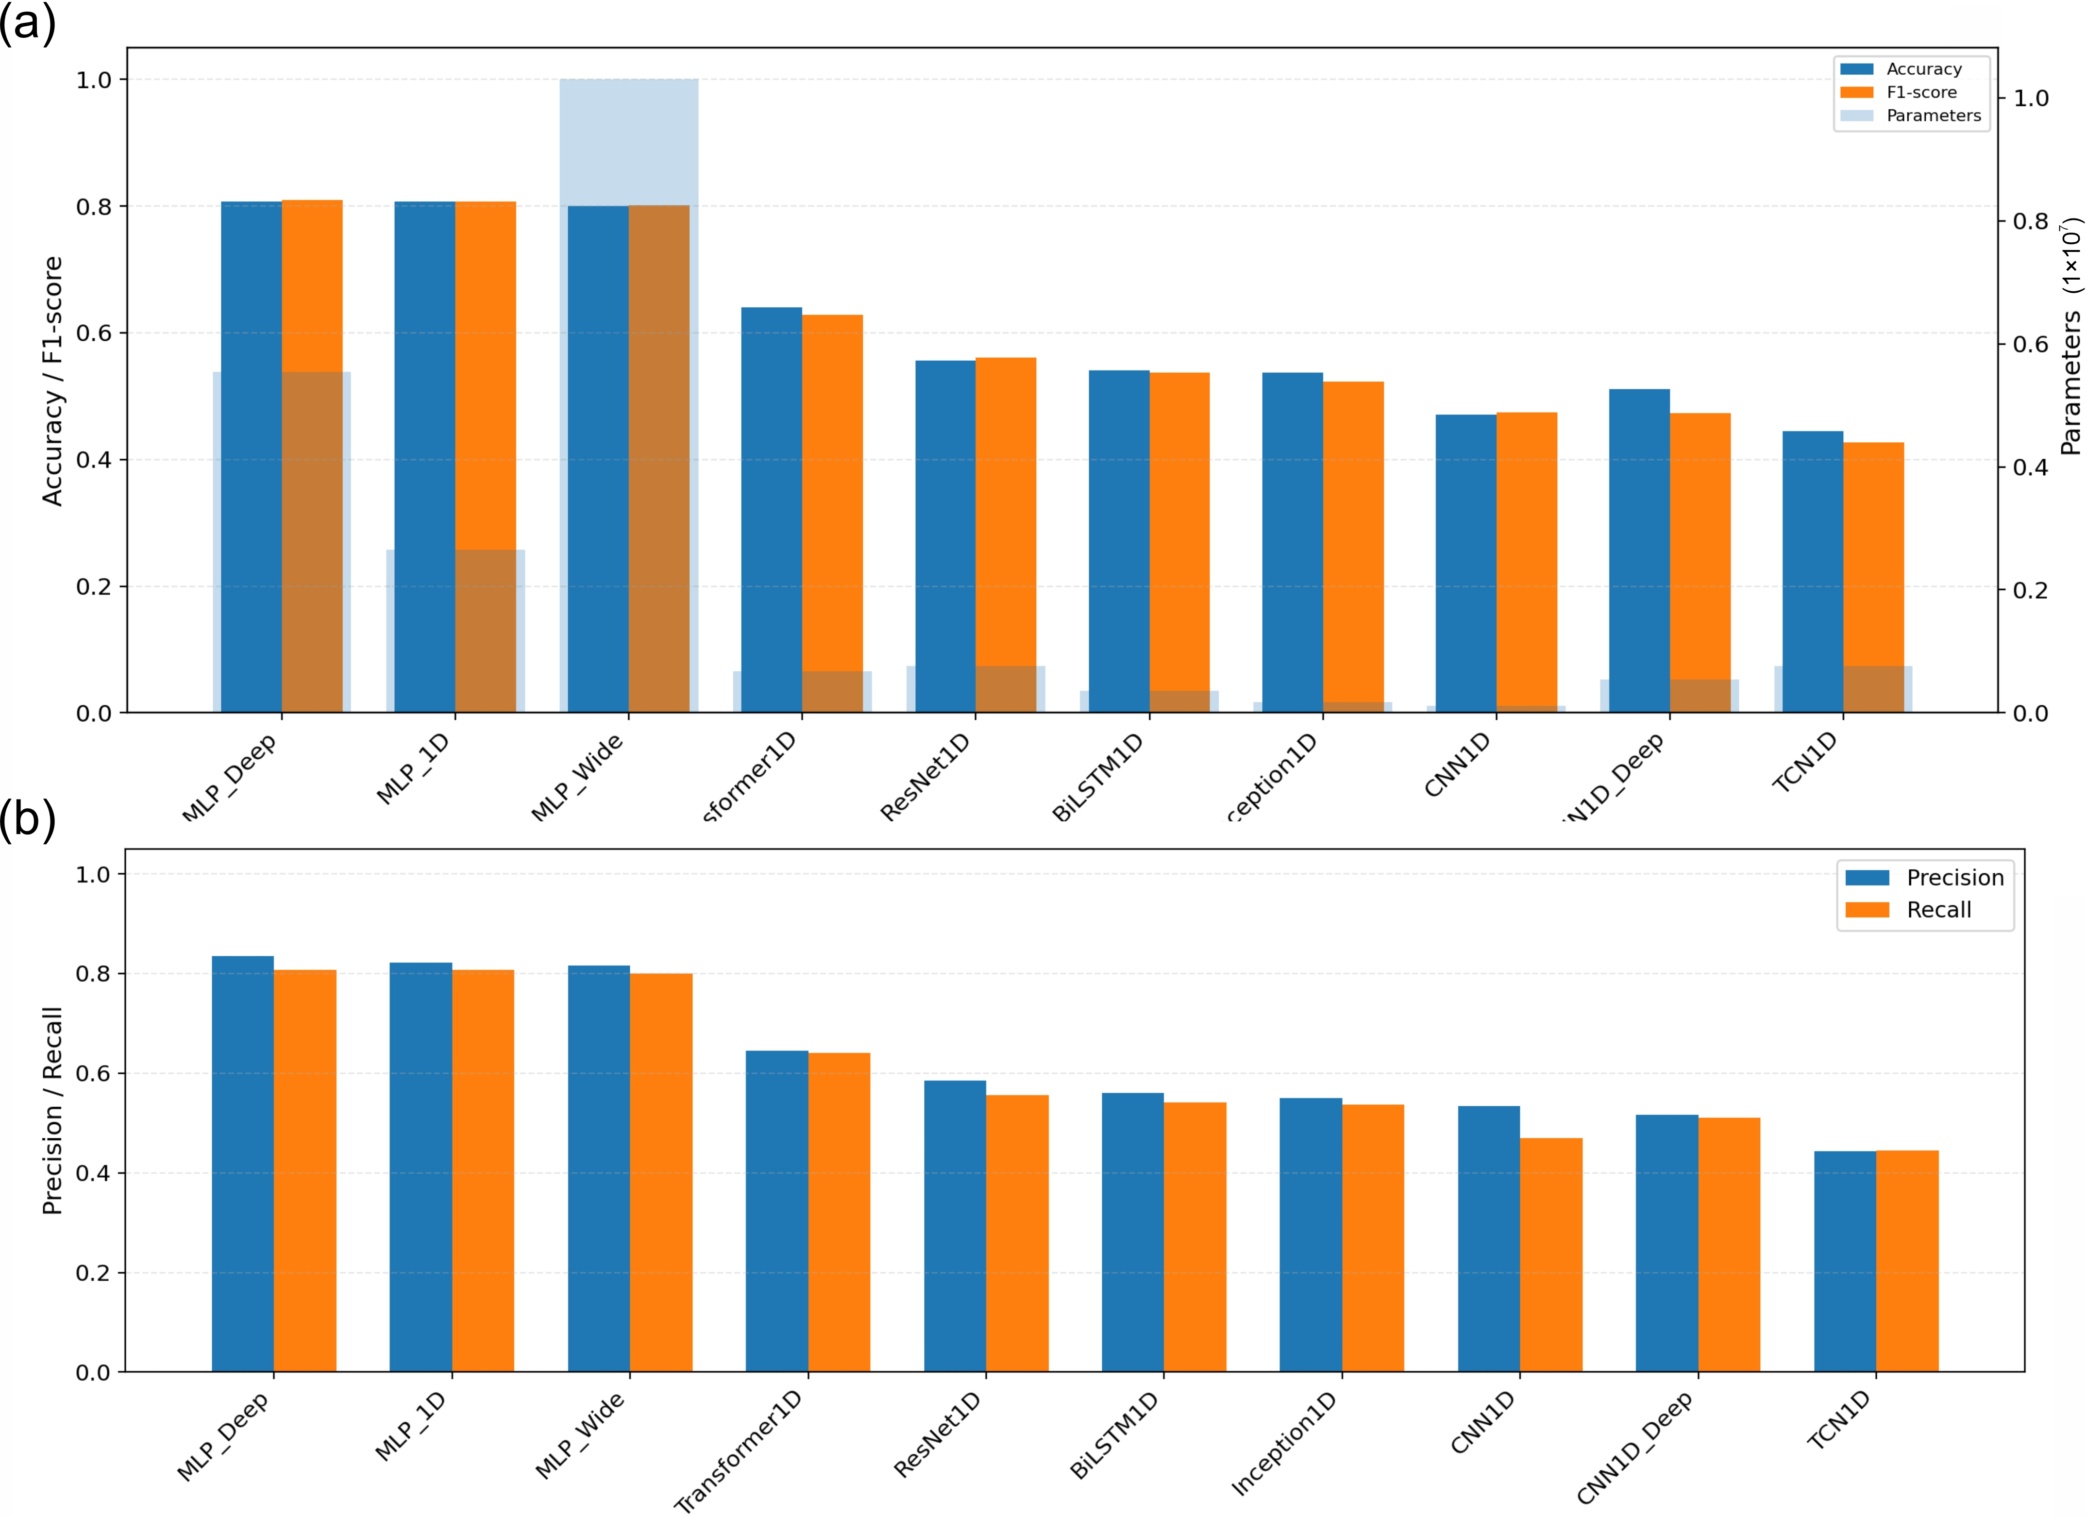 (a)
1.0
0.8
0.6
0.4
0.2
0.0
Accuracy / F1-score
Accuracy
F1-score
Parameters
1.0
0.8
0.6
0.4
0.2
0.0
Parameters (1×10⁷)
MLP_Deep
MLP_1D
MLP_Wide
sformer1D
ResNet1D
BiLSTM1D
ception1D
CNN1D
N1D_Deep
TCN1D
(b)
1.0
0.8
0.6
0.4
0.2
0.0
Precision / Recall
Precision
Recall
MLP_Deep
MLP_1D
MLP_Wide
Transformer1D
ResNet1D
BiLSTM1D
Inception1D
CNN1D
CNN1D_Deep
TCN1D